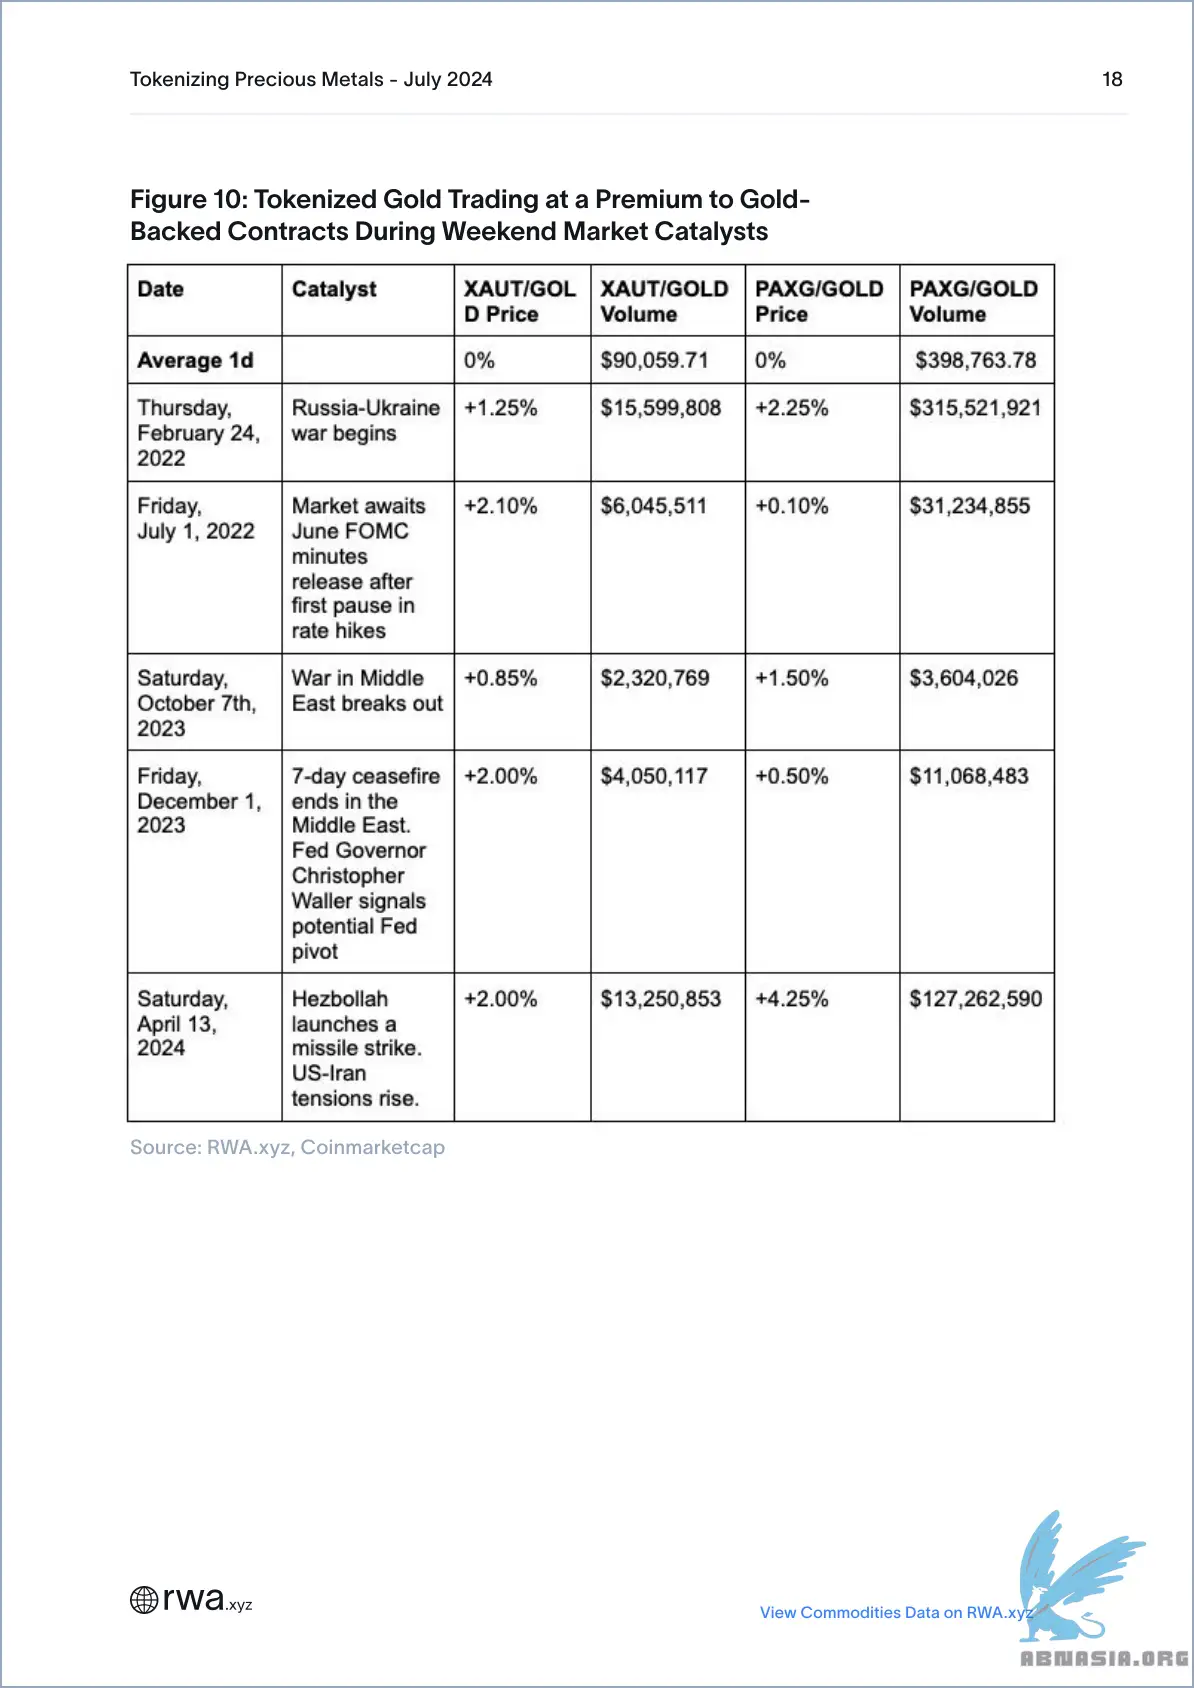 Tokenizing Precious Metals - July 2024
18
Figure 10: Tokenized Gold Trading at a Premium to Gold-
Backed Contracts During Weekend Market Catalysts
Date
Catalyst
XAUT/GOL
D Price
XAUT/GOLD
Volume
PAXG/GOLD
Price
PAXG/GOLD
Volume
Average 1d
0%
$90,059.71
0%
$398,763.78
Thursday,
February 24,
2022
Russia-Ukraine
war begins
+1.25%
$15,599,808
+2.25%
$315,521,921
Friday,
July 1, 2022
Market awaits
June FOMC
minutes
release after
first pause in
rate hikes
+2.10%
$6,045,511
+0.10%
$31,234,855
Saturday,
October 7th,
2023
War in Middle
East breaks out
+0.85%
$2,320,769
+1.50%
$3,604,026
Friday,
December 1,
2023
7-day ceasefire
ends in the
Middle East.
Fed Governor
Christopher
Waller signals
potential Fed
pivot
+2.00%
$4,050,117
+0.50%
$11,068,483
Saturday,
April 13,
2024
Hezbollah
launches a
missile strike.
US-Iran
tensions rise.
+2.00%
$13,250,853
+4.25%
$127,262,590
Source: RWA.xyz, Coinmarketcap
rwa.xyz
View Commodities Data on RWA.xyz
ABNASIA.ORG